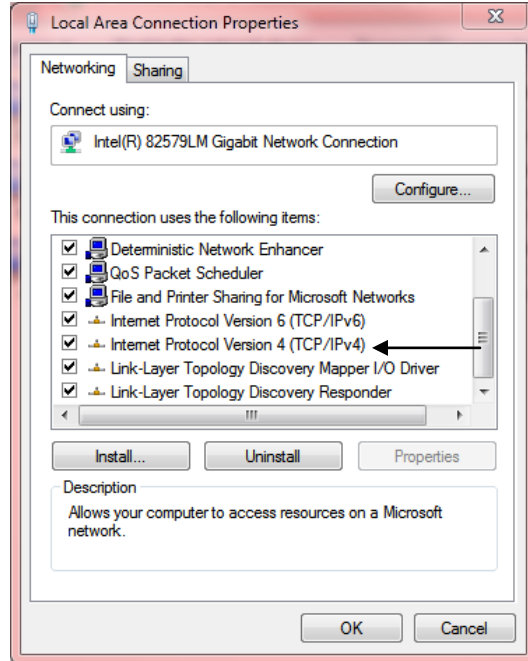 Local Area Connection Properties
Networking
Sharing
Connect using:
Intel(R) 82579LM Gigabit Network Connection
Configure...
This connection uses the following items:
Deterministic Network Enhancer
QoS Packet Scheduler
File and Printer Sharing for Microsoft Networks
Internet Protocol Version 6 (TCP/IPv6)
Internet Protocol Version 4 (TCP/IPv4)
Link-Layer Topology Discovery Mapper I/O Driver
Link-Layer Topology Discovery Responder
Install...
Uninstall
Properties
Description
Allows your computer to access resources on a Microsoft
network.
OK
Cancel